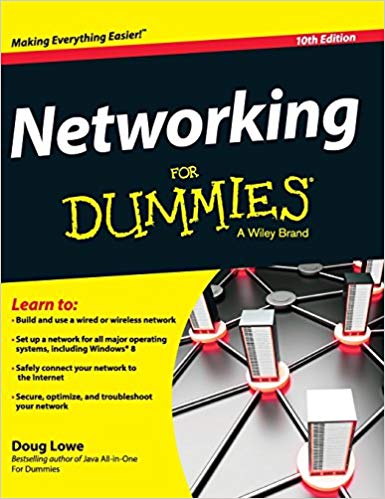 Making Everything Easier!™
10th Edition
Networking
FOR
DUMMIES®
A Wiley Brand
Learn to:
• Build and use a wired or wireless network
• Set up a network for all major operating
systems, including Windows® 8
• Safely connect your network to
the Internet
• Secure, optimize, and troubleshoot
your network
Doug Lowe
Bestselling author of Java All-in-One
For Dummies